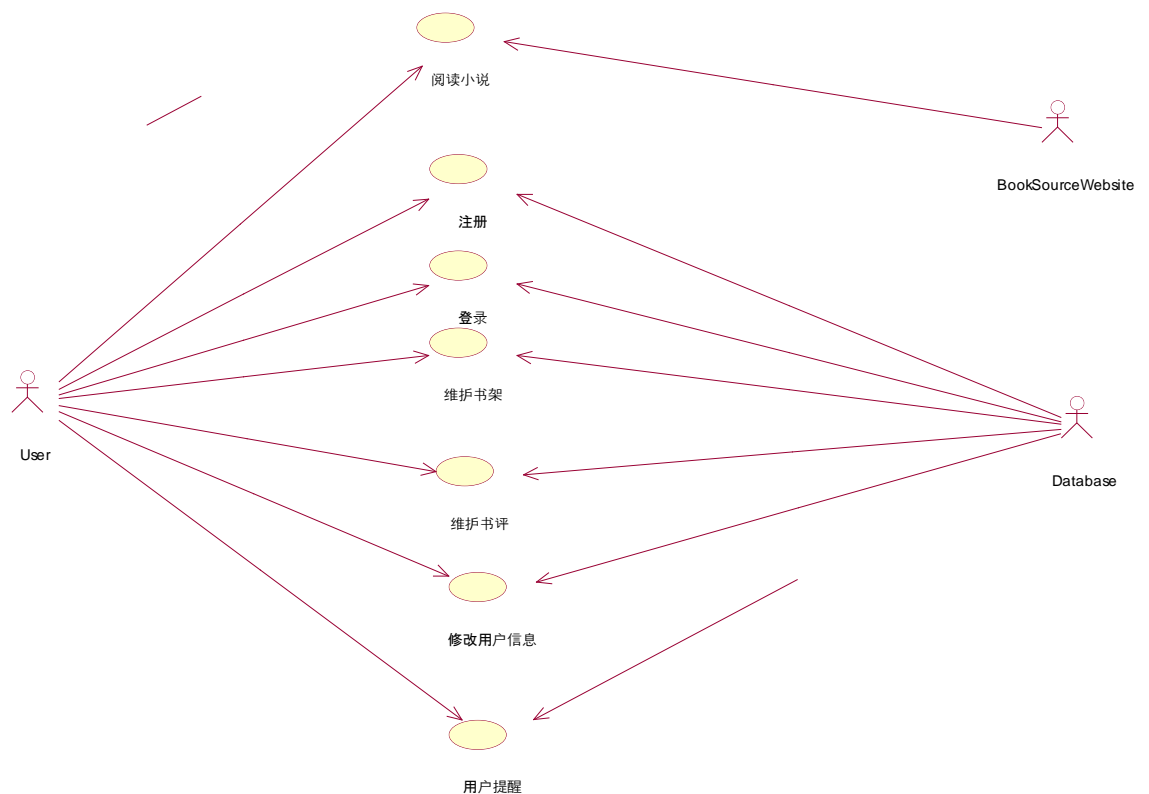 阅读小说
BookSourceWebsite
注册
登录
维护书架
User
Database
维护书评
修改用户信息
用户提醒